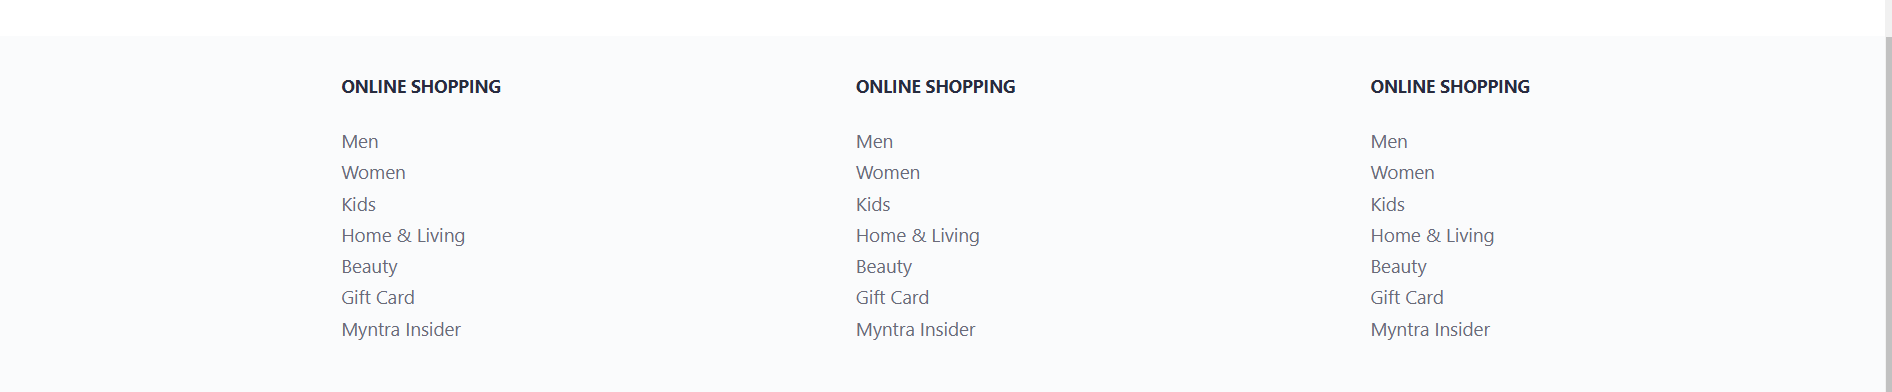 ONLINE SHOPPING
Men
Women
Kids
Home & Living
Beauty
Gift Card
Myntra Insider
ONLINE SHOPPING
Men
Women
Kids
Home & Living
Beauty
Gift Card
Myntra Insider
ONLINE SHOPPING
Men
Women
Kids
Home & Living
Beauty
Gift Card
Myntra Insider